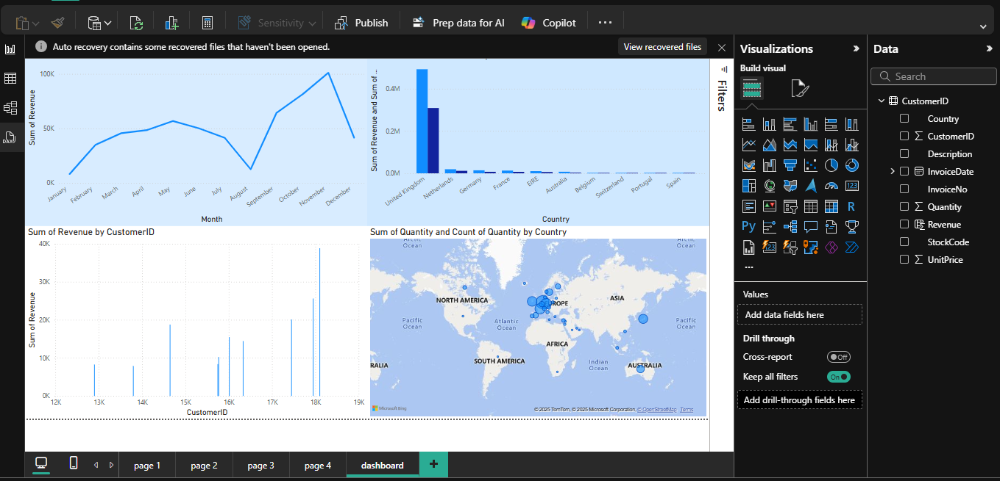 Sensitivity
Publish
Prep data for AI
Copilot
Auto recovery contains some recovered files that haven't been opened.
View recovered files
DAX
100K
50K
0K
Sum of Revenue
January
February
March
April
May
June
July
August
September
October
November
December
Month
Sum of Revenue and Sum of ...
0.4M
0.2M
0.0M
United Kingdom
Netherlands
Germany
France
EIRE
Australia
Belgium
Switzerland
Portugal
Spain
Country
Sum of Revenue by CustomerID
40K
30K
20K
10K
0K
Sum of Revenue
12K
13K
14K
15K
16K
17K
18K
19K
CustomerID
Sum of Quantity and Count of Quantity by Country
Arctic
Ocean
Arctic
Ocean
NORTH AMERICA
ROPE
ASIA
Pacific
Ocean
Atlantic
Ocean
Pacific
Ocean
AFRICA
SOUTH AMERICA
Indian
Ocean
RALIA
AUSTRALIA
Microsoft Bing
© 2025 TomTom, © 2025 Microsoft Corporation, © OpenStreetMap Terms
page 1
page 2
page 3
page 4
dashboard
Filters
Visualizations
Build visual
123
R
Py
123
Values
Add data fields here
Drill through
Cross-report
Off
Keep all filters
On
Add drill-through fields here
Data
Search
CustomerID
Country
CustomerID
Description
InvoiceDate
InvoiceNo
Quantity
Revenue
StockCode
UnitPrice